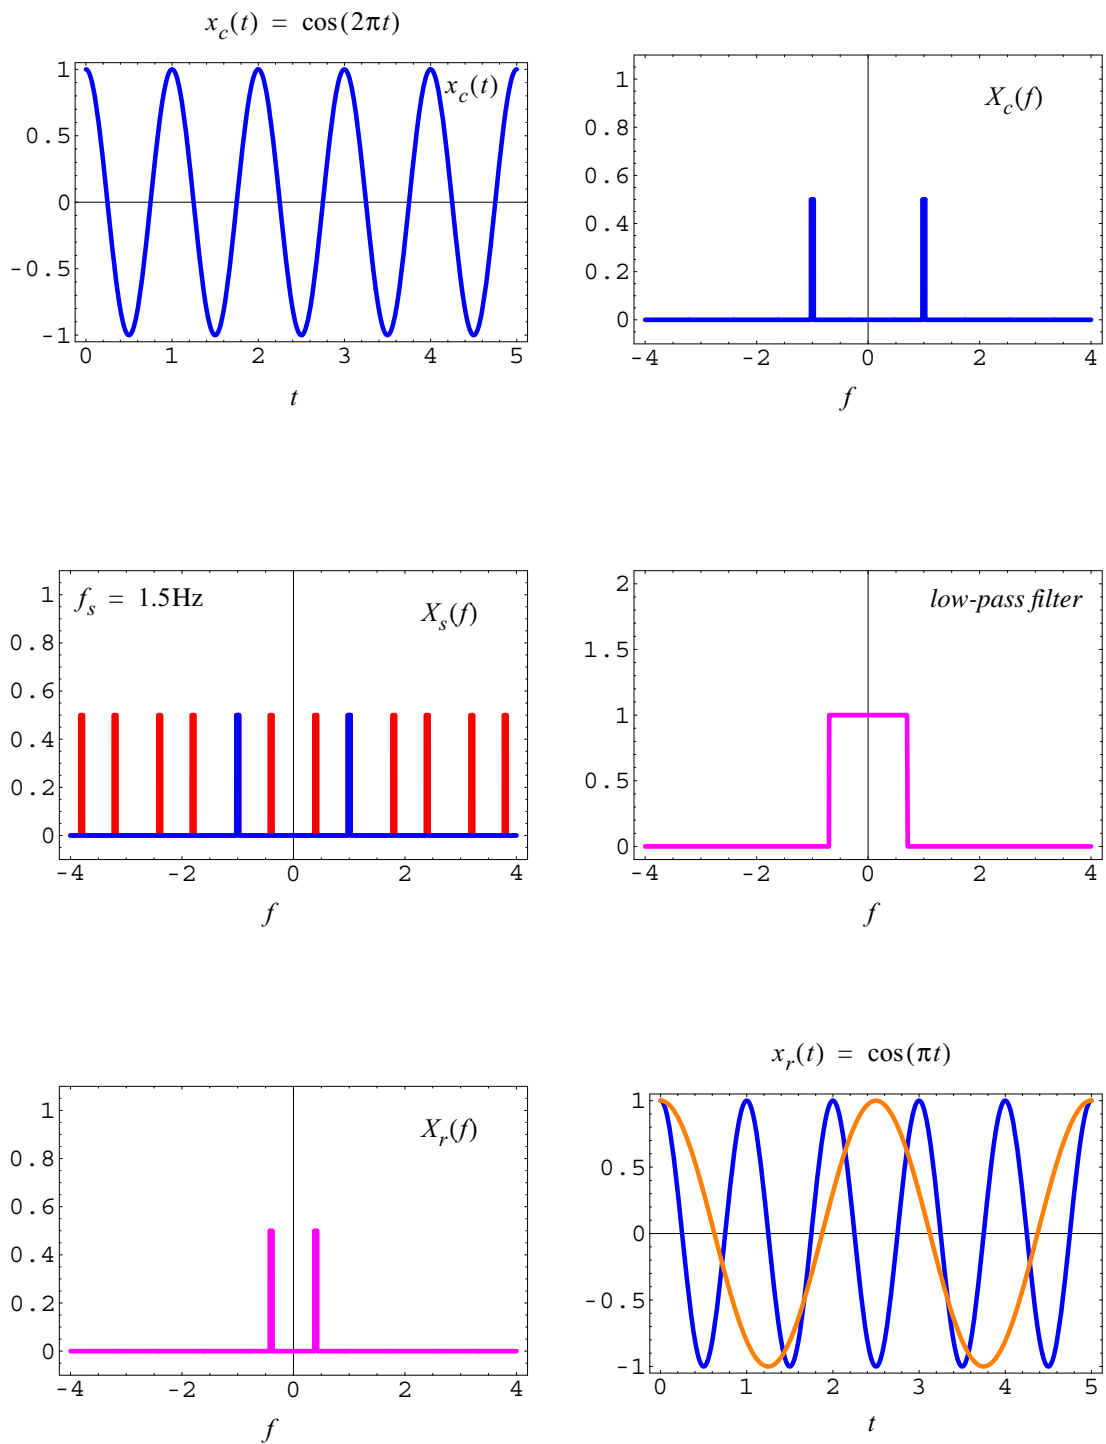 x_c(t) = cos(2πt)
x_c(t)
1
0.5
0
-0.5
-1
0 1 2 3 4 5
t
X_c(f)
1
0.8
0.6
0.4
0.2
0
-4 -2 0 2 4
f
f_s = 1.5Hz
X_s(f)
1
0.8
0.6
0.4
0.2
0
-4 -2 0 2 4
f
low-pass filter
2
1.5
1
0.5
0
-4 -2 0 2 4
f
X_r(f)
1
0.8
0.6
0.4
0.2
0
-4 -2 0 2 4
f
x_r(t) = cos(πt)
1
0.5
0
-0.5
-1
0 1 2 3 4 5
t